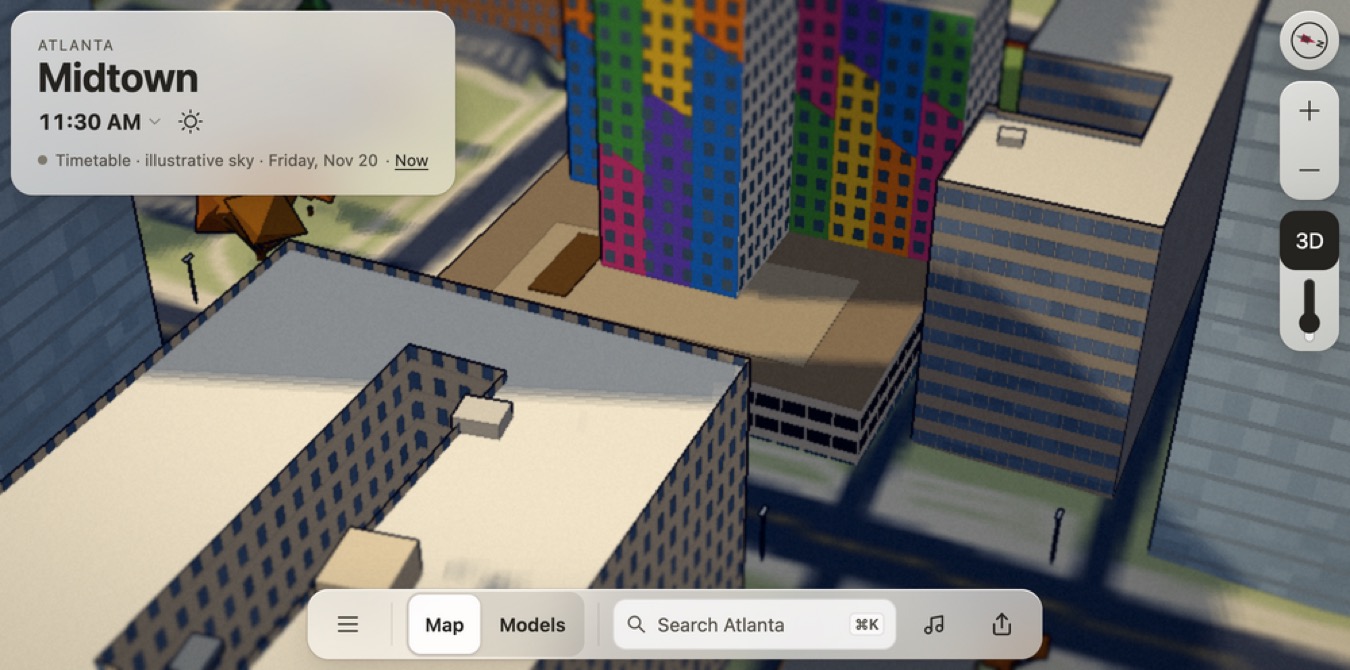 ATLANTA
Midtown
11:30 AM
Timetable · illustrative sky · Friday, Nov 20 · Now
N
3D
Map
Models
Search Atlanta
⌘K